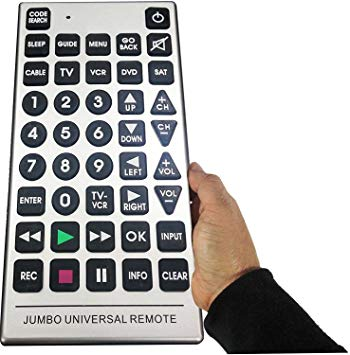 CODE
SEARCH
SLEEP GUIDE MENU GO
BACK
CABLE TV VCR DVD SAT
1 2 3 UP + CH
4 5 6 DOWN CH −
7 8 9 LEFT + VOL
ENTER 0 TV-
VCR RIGHT VOL −
OK INPUT
REC INFO CLEAR
JUMBO UNIVERSAL REMOTE